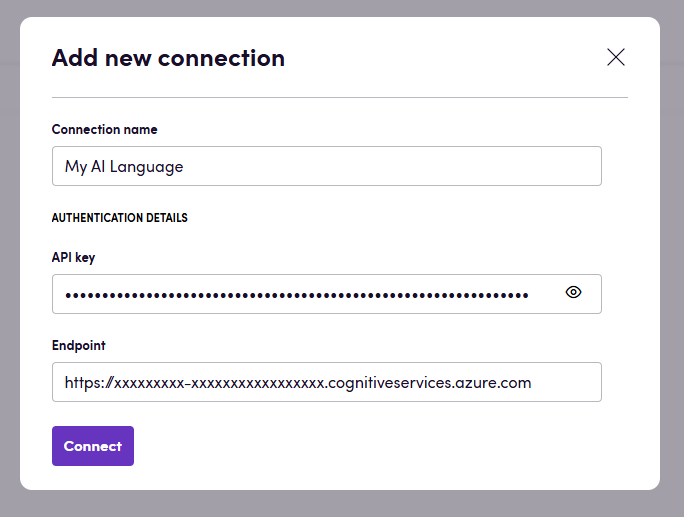 Add new connection
Connection name
My AI Language
AUTHENTICATION DETAILS
API key
••••••••••••••••••••••••••••••••••••••••••••••••••••••••••••••••
Endpoint
https://xxxxxxxxx-xxxxxxxxxxxxxxxxx.cognitiveservices.azure.com
Connect